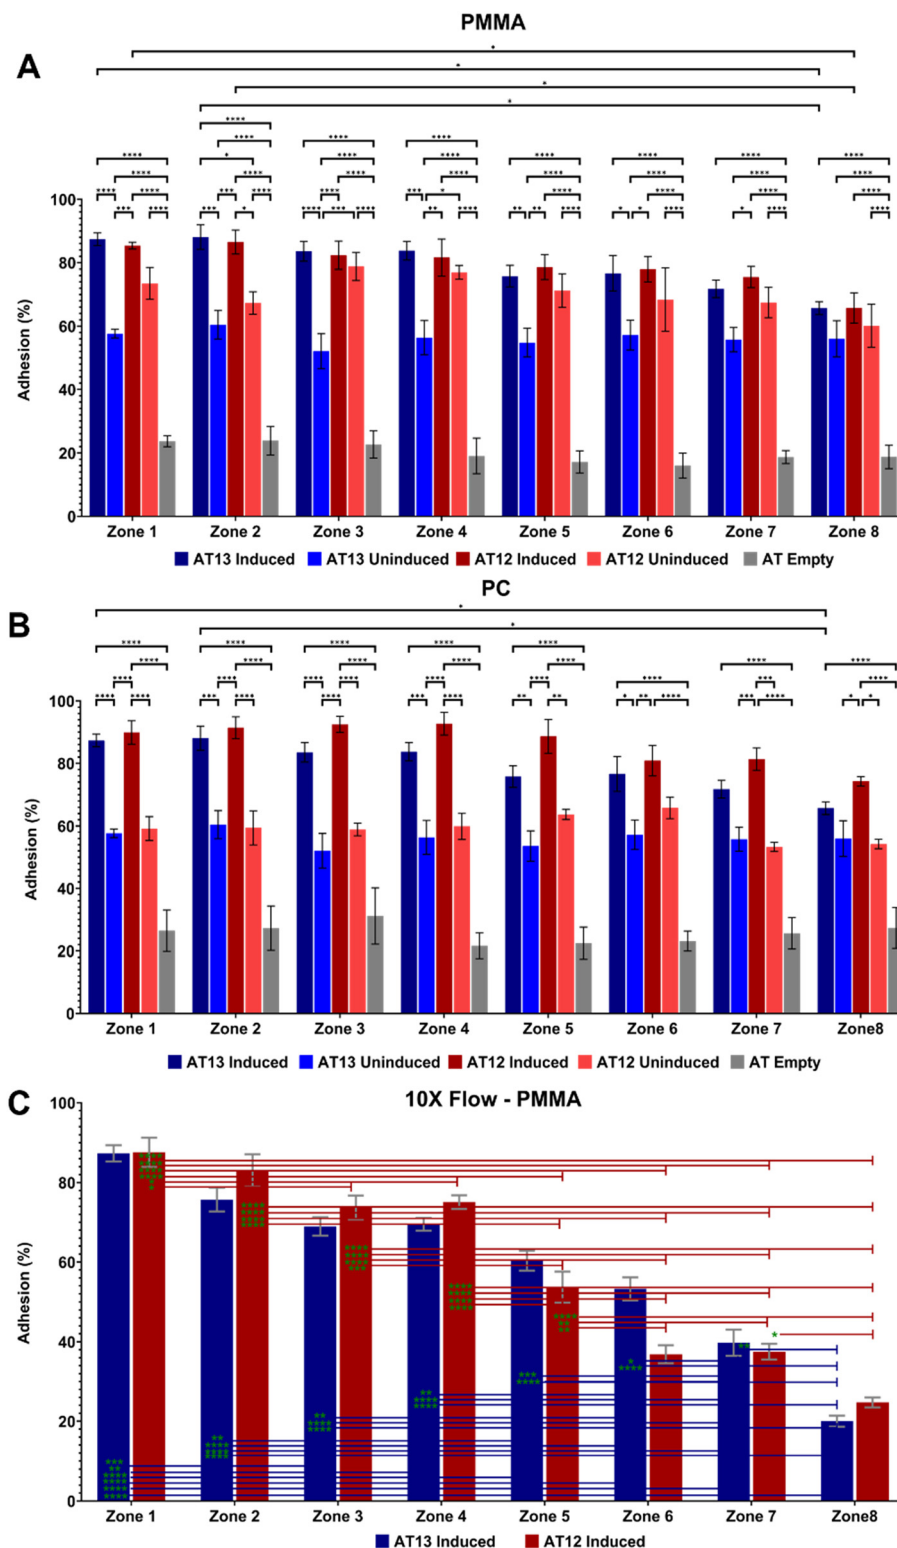 PMMA
A
Adhesion (%)
100
80
60
40
20
0
Zone 1 Zone 2 Zone 3 Zone 4 Zone 5 Zone 6 Zone 7 Zone 8
AT13 Induced AT13 Uninduced AT12 Induced AT12 Uninduced AT Empty
PC
B
Adhesion (%)
100
80
60
40
20
0
Zone 1 Zone 2 Zone 3 Zone 4 Zone 5 Zone 6 Zone 7 Zone8
AT13 Induced AT13 Uninduced AT12 Induced AT12 Uninduced AT Empty
C
10X Flow - PMMA
Adhesion (%)
100
80
60
40
20
0
Zone 1 Zone 2 Zone 3 Zone 4 Zone 5 Zone 6 Zone 7 Zone8
AT13 Induced AT12 Induced